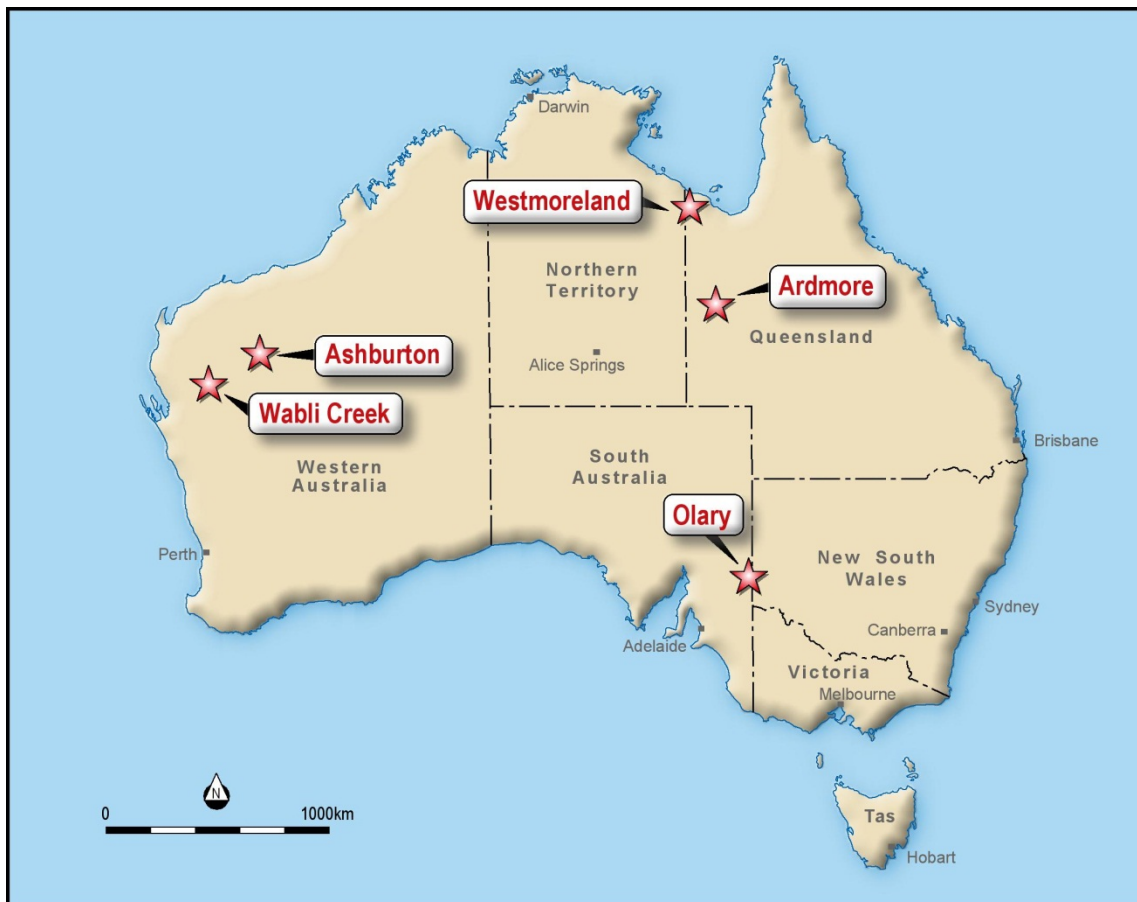 Darwin
Westmoreland
Northern
Territory
Ardmore
Queensland
Ashburton
Alice Springs
Wabli Creek
Western
Australia
South
Australia
Brisbane
Olary
Perth
New South
Wales
Sydney
Canberra
Adelaide
Victoria
Melbourne
N
0
1000km
Tas
Hobart